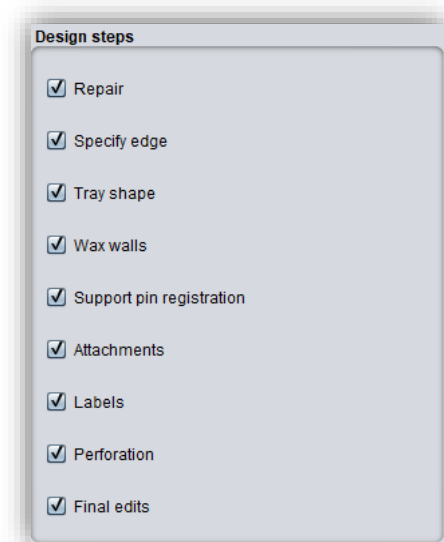 Design steps
Repair
Specify edge
Tray shape
Wax walls
Support pin registration
Attachments
Labels
Perforation
Final edits